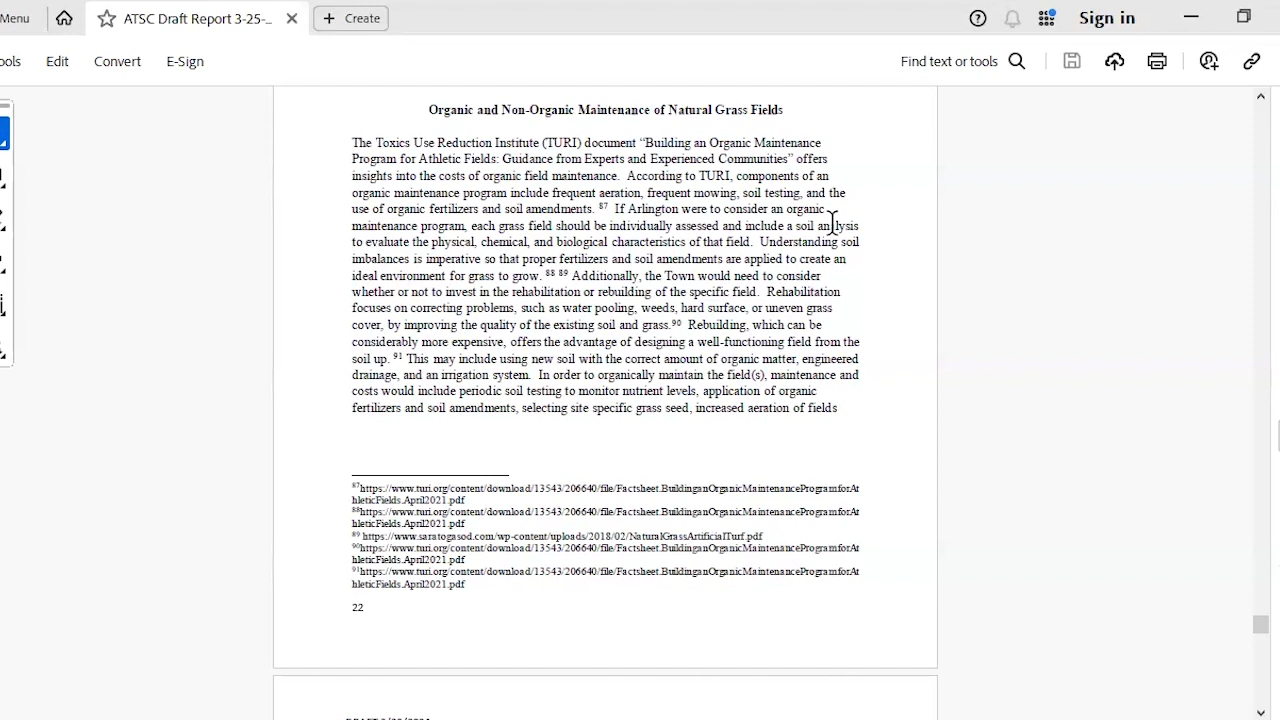 Menu
ATSC Draft Report 3-25-_
Create
Sign in
ools
Edit
Convert
E-Sign
Find text or tools
Organic and Non-Organic Maintenance of Natural Grass Fields
The Toxics Use Reduction Institute (TURI) document “Building an Organic Maintenance
Program for Athletic Fields: Guidance from Experts and Experienced Communities” offers
insights into the costs of organic field maintenance.  According to TURI, components of an
organic maintenance program include frequent aeration, frequent mowing, soil testing, and the
use of organic fertilizers and soil amendments. 87  If Arlington were to consider an organic
maintenance program, each grass field should be individually assessed and include a soil analysis
to evaluate the physical, chemical, and biological characteristics of that field.  Understanding soil
imbalances is imperative so that proper fertilizers and soil amendments are applied to create an
ideal environment for grass to grow. 88 89 Additionally, the Town would need to consider
whether or not to invest in the rehabilitation or rebuilding of the specific field.  Rehabilitation
focuses on correcting problems, such as water pooling, weeds, hard surface, or uneven grass
cover, by improving the quality of the existing soil and grass.90  Rebuilding, which can be
considerably more expensive, offers the advantage of designing a well-functioning field from the
soil up. 91 This may include using new soil with the correct amount of organic matter, engineered
drainage, and an irrigation system.  In order to organically maintain the field(s), maintenance and
costs would include periodic soil testing to monitor nutrient levels, application of organic
fertilizers and soil amendments, selecting site specific grass seed, increased aeration of fields
87https://www.turi.org/content/download/13543/206640/file/Factsheet.BuildinganOrganicMaintenanceProgramforAt
hleticFields.April2021.pdf
88https://www.turi.org/content/download/13543/206640/file/Factsheet.BuildinganOrganicMaintenanceProgramforAt
hleticFields.April2021.pdf
89 https://www.saratogasod.com/wp-content/uploads/2018/02/NaturalGrassArtificialTurf.pdf
90https://www.turi.org/content/download/13543/206640/file/Factsheet.BuildinganOrganicMaintenanceProgramforAt
hleticFields.April2021.pdf
91https://www.turi.org/content/download/13543/206640/file/Factsheet.BuildinganOrganicMaintenanceProgramforAt
hleticFields.April2021.pdf
22